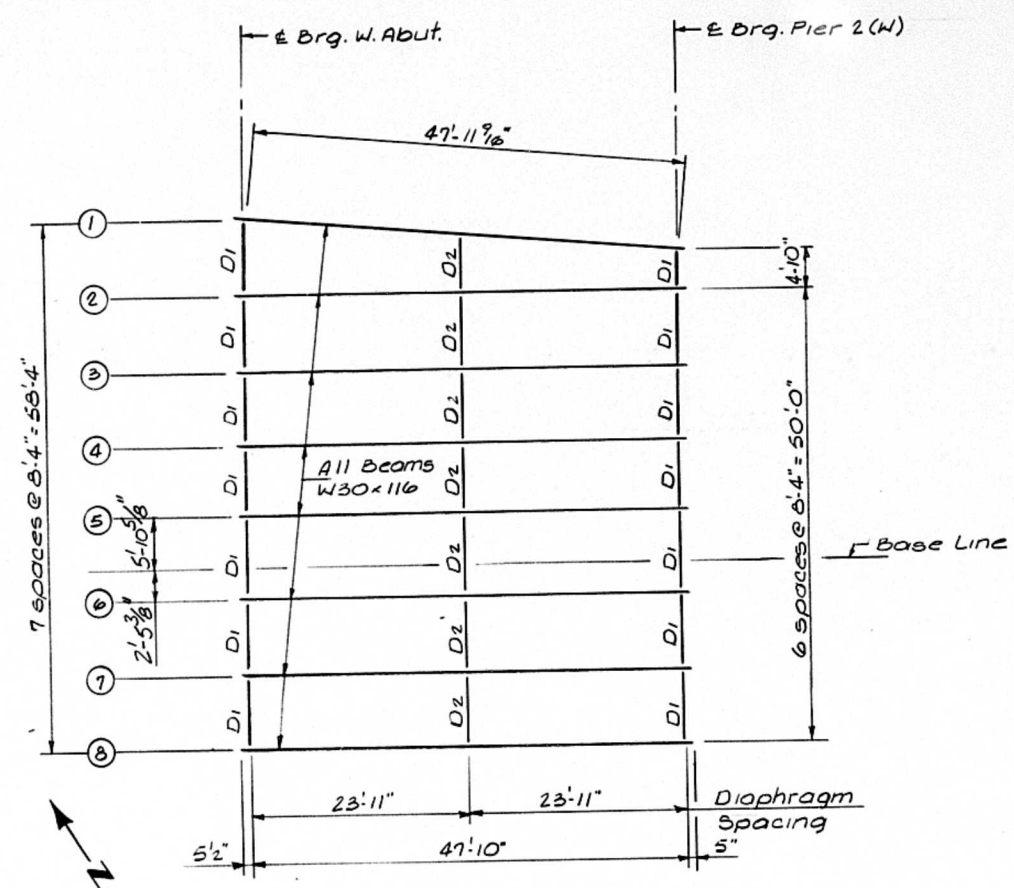 ℄ Brg. W. Abut.
℄ Brg. Pier 2 (W)
47'-11 9/16"
1
D1
D2
D1
4'-10"
2
D1
D2
D1
3
D1
D2
D1
4
7 spaces @ 8'-4" = 58'-4"
All Beams
W30 x 116
D1
D2
D1
6 spaces @ 8'-4" = 50'-0"
5
5'-10 5/8"
D1
D2
D1
Base Line
6
2'-5 3/8"
D1
D2
D1
7
D1
D2
D1
8
23'-11"
23'-11"
Diaphragm
Spacing
5½"
47'-10"
5"
N